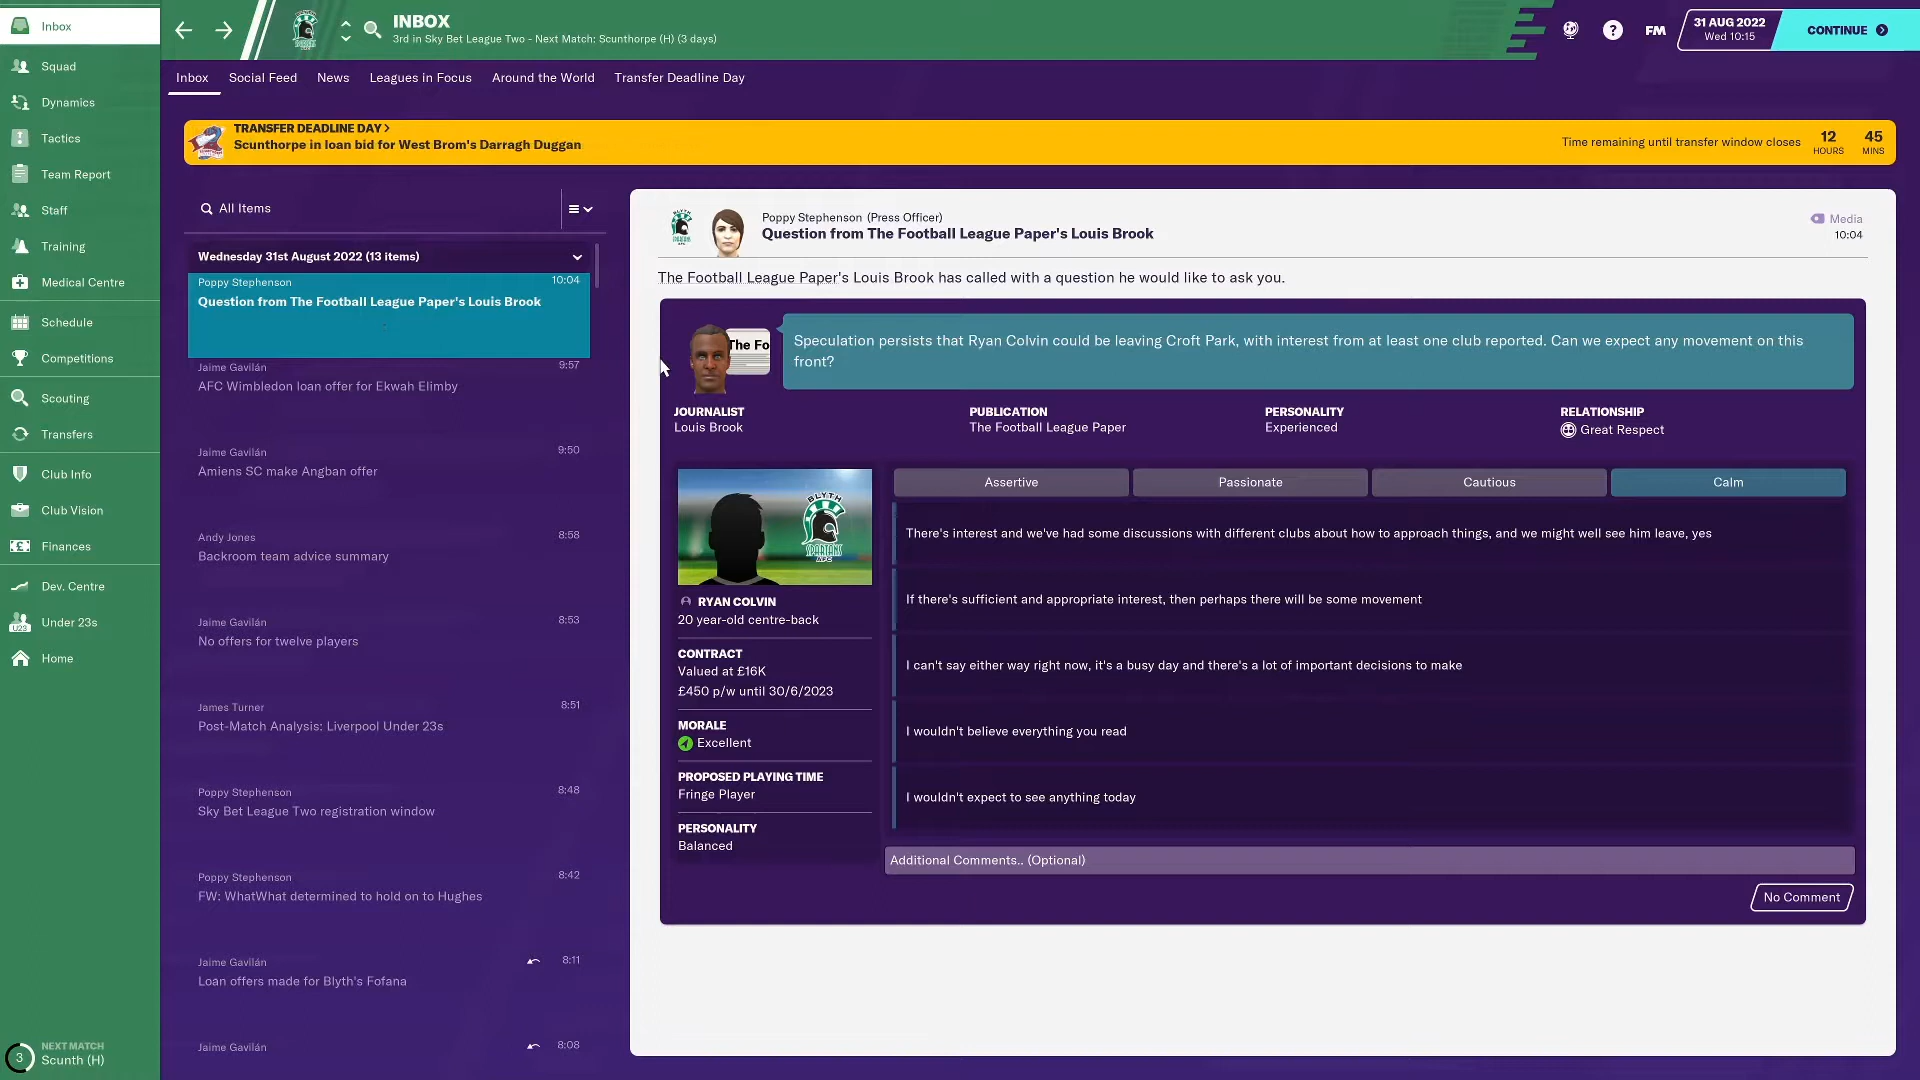 Inbox
Squad
Dynamics
Tactics
Team Report
Staff
Training
Medical Centre
Schedule
Competitions
Scouting
Transfers
Club Info
Club Vision
Finances
Dev. Centre
U23
Under 23s
Home
3
NEXT MATCH
Scunth (H)
INBOX
3rd in Sky Bet League Two - Next Match: Scunthorpe (H) (3 days)
?
FM
31 AUG 2022
Wed 10:15
CONTINUE
Inbox
Social Feed
News
Leagues in Focus
Around the World
Transfer Deadline Day
TRANSFER DEADLINE DAY >
Scunthorpe in loan bid for West Brom's Darragh Duggan
Time remaining until transfer window closes
12
HOURS
45
MINS
All Items
Wednesday 31st August 2022 (13 items)
Poppy Stephenson 10:04
Question from The Football League Paper's Louis Brook
Jaime Gavilán 9:57
AFC Wimbledon loan offer for Ekwah Elimby
Jaime Gavilán 9:50
Amiens SC make Angban offer
Andy Jones 8:58
Backroom team advice summary
Jaime Gavilán 8:53
No offers for twelve players
James Turner 8:51
Post-Match Analysis: Liverpool Under 23s
Poppy Stephenson 8:48
Sky Bet League Two registration window
Poppy Stephenson 8:42
FW: WhatWhat determined to hold on to Hughes
Jaime Gavilán 8:11
Loan offers made for Blyth's Fofana
Jaime Gavilán 8:08
BLYTH
Poppy Stephenson (Press Officer)
Question from The Football League Paper's Louis Brook
Media
10:04
The Football League Paper's Louis Brook has called with a question he would like to ask you.
The Fo
Speculation persists that Ryan Colvin could be leaving Croft Park, with interest from at least one club reported. Can we expect any movement on this
front?
JOURNALIST
Louis Brook
PUBLICATION
The Football League Paper
PERSONALITY
Experienced
RELATIONSHIP
Great Respect
BLYTH
SPARTANS
AFC
RYAN COLVIN
20 year-old centre-back
CONTRACT
Valued at £16K
£450 p/w until 30/6/2023
MORALE
Excellent
PROPOSED PLAYING TIME
Fringe Player
PERSONALITY
Balanced
Assertive
Passionate
Cautious
Calm
There's interest and we've had some discussions with different clubs about how to approach things, and we might well see him leave, yes
If there's sufficient and appropriate interest, then perhaps there will be some movement
I can't say either way right now, it's a busy day and there's a lot of important decisions to make
I wouldn't believe everything you read
I wouldn't expect to see anything today
Additional Comments.. (Optional)
No Comment